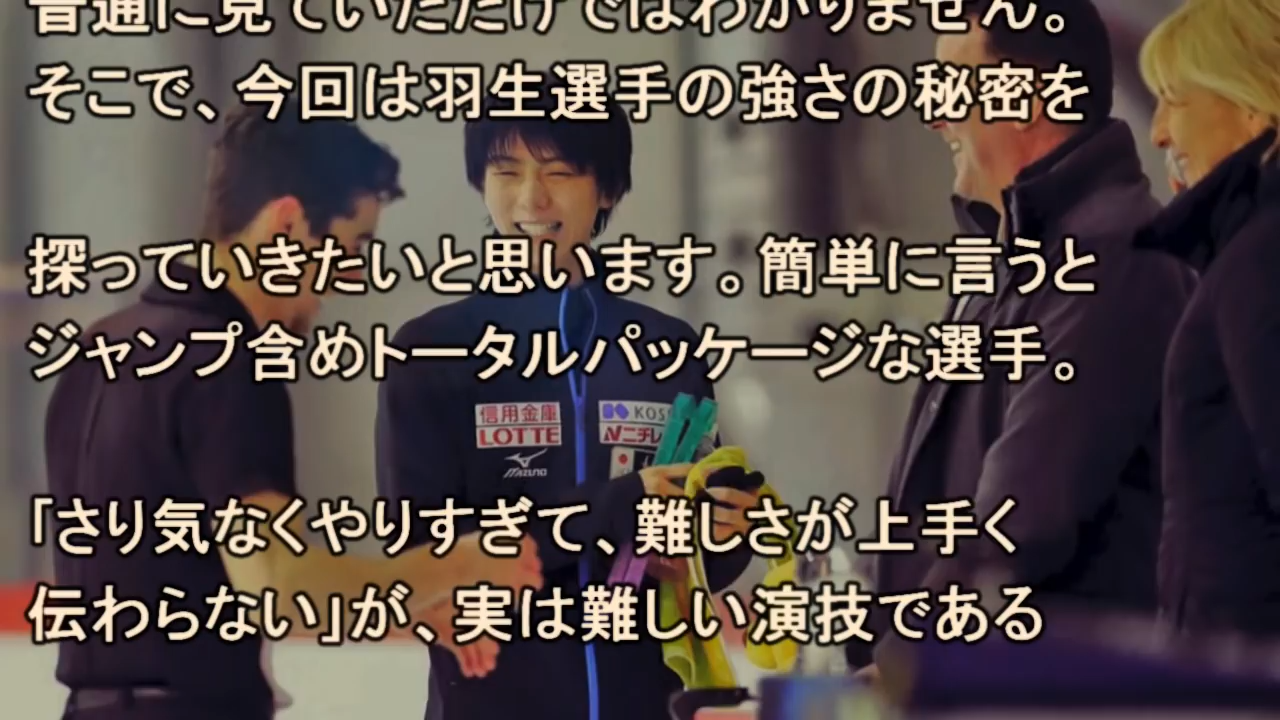 普通に見ていただけではわかりません。
そこで、今回は羽生選手の強さの秘密を
探っていきたいと思います。簡単に言うと
ジャンプ含めトータルパッケージな選手。
「さり気なくやりすぎて、難しさが上手く
伝わらない」が、実は難しい演技である
信用金庫
LOTTE
MIZUNO
KOS
ニチレ